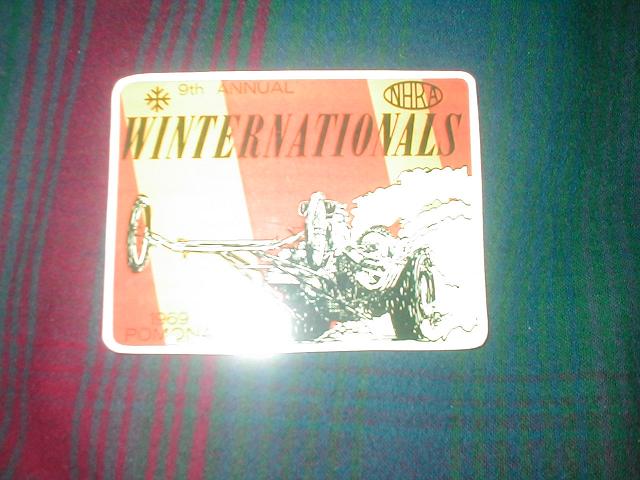 9th ANNUAL
NHRA
WINTERNATIONALS
1969
POMONA